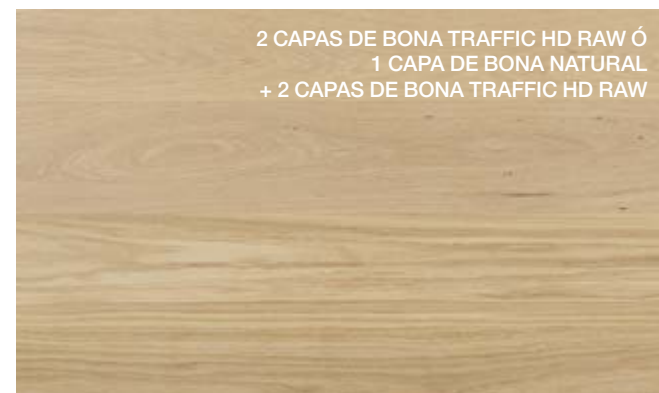 2 CAPAS DE BONA TRAFFIC HD RAW Ó
1 CAPA DE BONA NATURAL
+ 2 CAPAS DE BONA TRAFFIC HD RAW